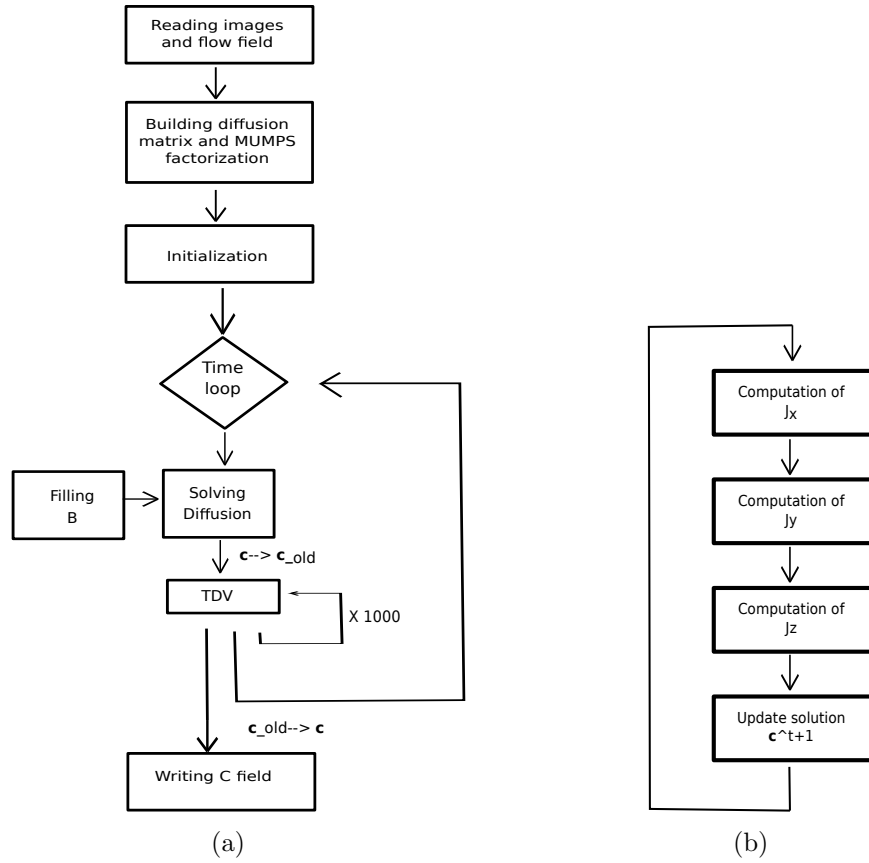 Reading images
and flow field
Building diffusion
matrix and MUMPS
factorization
Initialization
Time
loop
Filling
B
Solving
Diffusion
c--> c_old
TDV
X 1000
c_old--> c
Writing C field
(a)
Computation of
Jx
Computation of
Jy
Computation of
Jz
Update solution
c^t+1
(b)